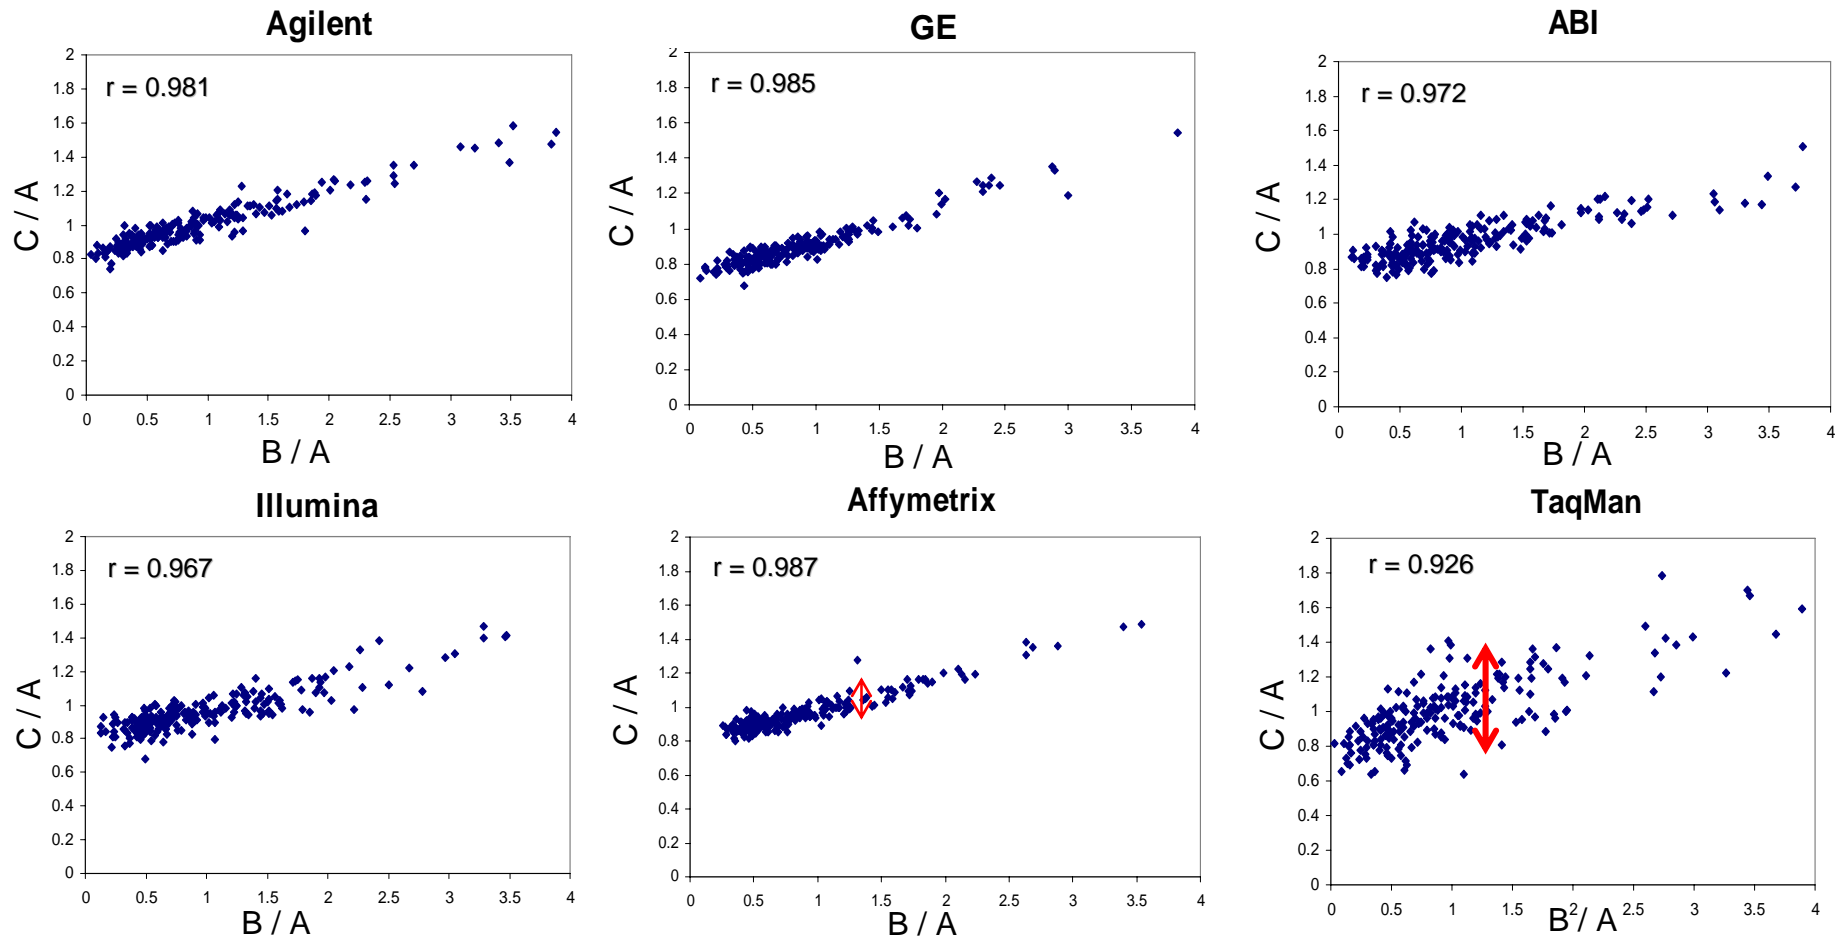 Agilent
r = 0.981
2
1.8
1.6
1.4
1.2
1
0.8
0.6
0.4
0.2
0
C / A
0 0.5 1 1.5 2 2.5 3 3.5 4
B / A
GE
r = 0.985
2
1.8
1.6
1.4
1.2
1
0.8
0.6
0.4
0.2
0
C / A
0 0.5 1 1.5 2 2.5 3 3.5 4
B / A
ABI
r = 0.972
2
1.8
1.6
1.4
1.2
1
0.8
0.6
0.4
0.2
0
C / A
0 0.5 1 1.5 2 2.5 3 3.5 4
B / A
Illumina
r = 0.967
2
1.8
1.6
1.4
1.2
1
0.8
0.6
0.4
0.2
0
C / A
0 0.5 1 1.5 2 2.5 3 3.5 4
B / A
Affymetrix
r = 0.987
2
1.8
1.6
1.4
1.2
1
0.8
0.6
0.4
0.2
0
C / A
0 0.5 1 1.5 2 2.5 3 3.5 4
B / A
TaqMan
r = 0.926
2
1.8
1.6
1.4
1.2
1
0.8
0.6
0.4
0.2
0
C / A
0 0.5 1 1.5 2 2.5 3 3.5 4
B / A